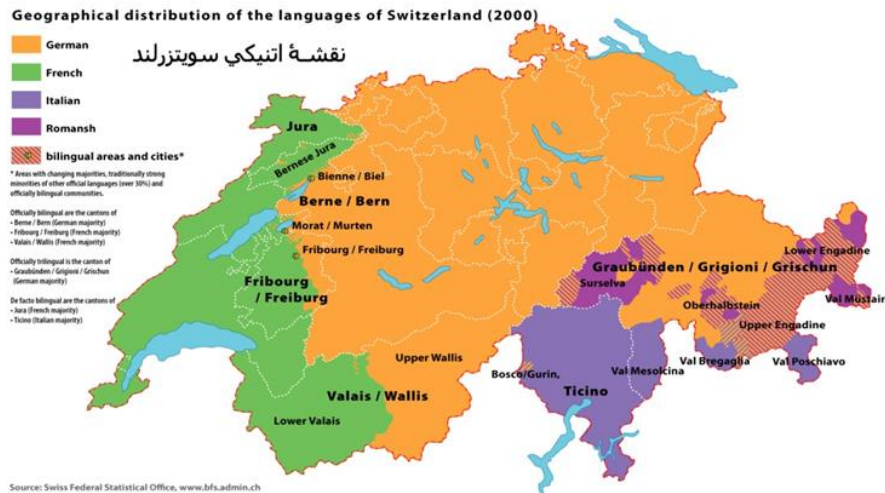 Geographical distribution of the languages of Switzerland (2000)
نقشهٔ اتنيکي سويتزرلند
German
French
Italian
Romansh
bilingual areas and cities*
* Areas with changing majorities, traditionally strong
minorities of other official languages (over 30%) and
officially bilingual communities.
Officially bilingual are the cantons of
• Berne / Bern (German majority)
• Fribourg / Freiburg (French majority)
• Valais / Wallis (French majority)
Officially trilingual is the canton of
• Graubünden / Grigioni / Grischun
(German majority)
De facto bilingual are the cantons of
• Jura (French majority)
• Ticino (Italian majority)
Jura
Bernese Jura
Bienne / Biel
Berne / Bern
Morat / Murten
Fribourg / Freiburg
Fribourg
/ Freiburg
Lower Engadine
Graubünden / Grigioni / Grischun
Surselva
Val Müstair
Oberhalbstein
Upper Engadine
Upper Wallis
Val Bregaglia
Val Poschiavo
Bosco/Gurin,
Val Mesolcina
Valais / Wallis
Ticino
Lower Valais
Source: Swiss Federal Statistical Office, www.bfs.admin.ch